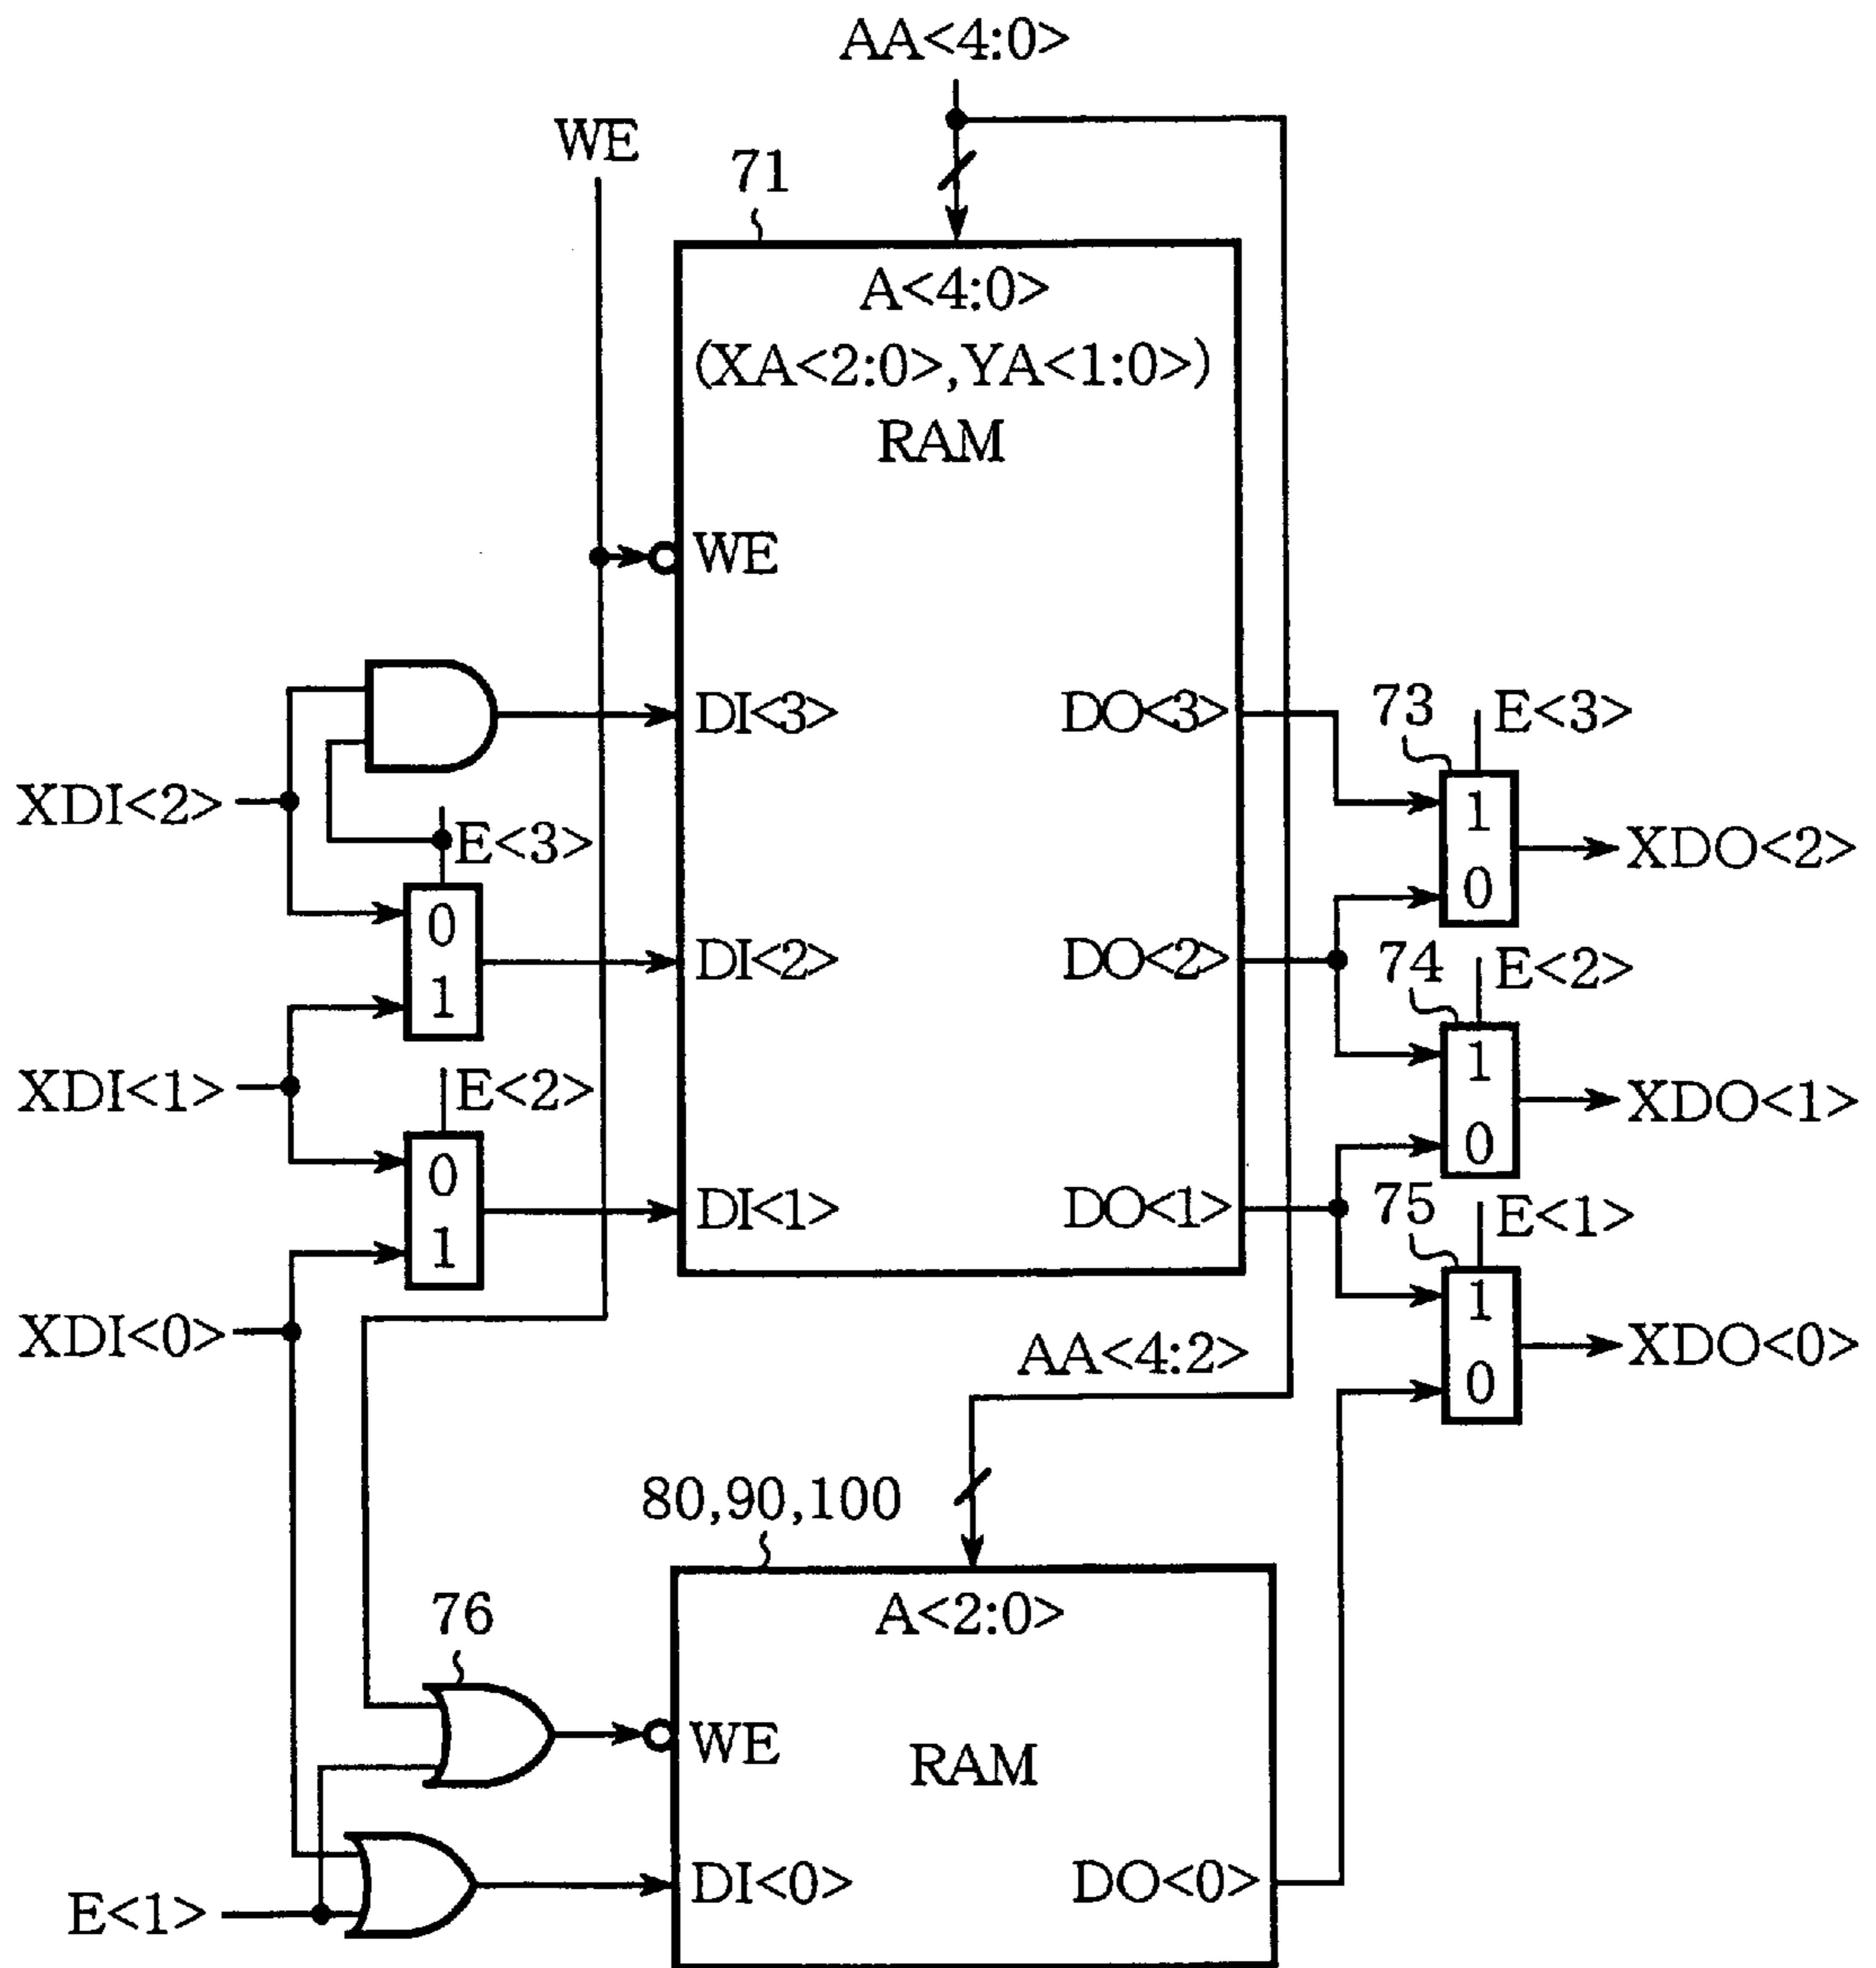 AA<4:0>
WE
71
A<4:0>
(XA<2:0>,YA<1:0>)
RAM
WE
DI<3>
DO<3>
73
E<3>
1
0
XDO<2>
XDI<2>
E<3>
0
1
DI<2>
DO<2>
74
E<2>
1
0
XDO<1>
XDI<1>
E<2>
0
1
DI<1>
DO<1>
75
E<1>
1
0
XDO<0>
XDI<0>
AA<4:2>
80,90,100
A<2:0>
76
WE
RAM
DI<0>
DO<0>
E<1>